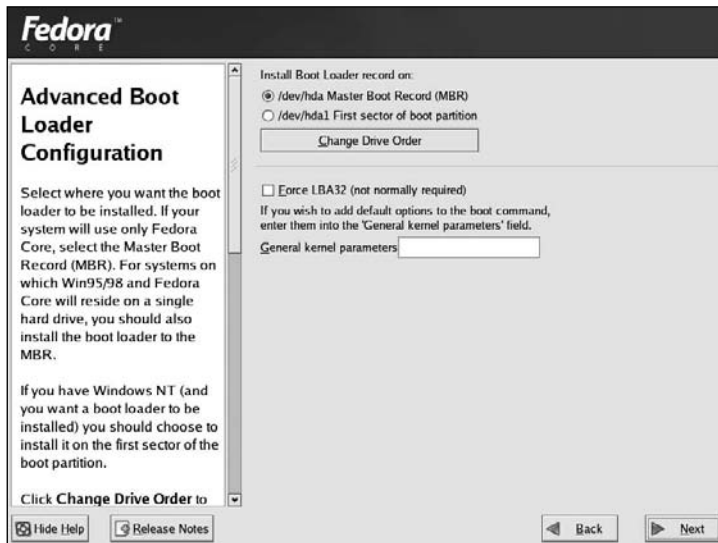 Fedora™
CORE
Advanced Boot
Loader
Configuration
Select where you want the boot
loader to be installed. If your
system will use only Fedora
Core, select the Master Boot
Record (MBR). For systems on
which Win95/98 and Fedora
Core will reside on a single
hard drive, you should also
install the boot loader to the
MBR.
If you have Windows NT (and
you want a boot loader to be
installed) you should choose to
install it on the first sector of the
boot partition.
Click Change Drive Order to
Install Boot Loader record on:
/dev/hda Master Boot Record (MBR)
/dev/hda1 First sector of boot partition
Change Drive Order
Force LBA32 (not normally required)
If you wish to add default options to the boot command,
enter them into the 'General kernel parameters' field.
General kernel parameters
Hide Help
Release Notes
Back
Next